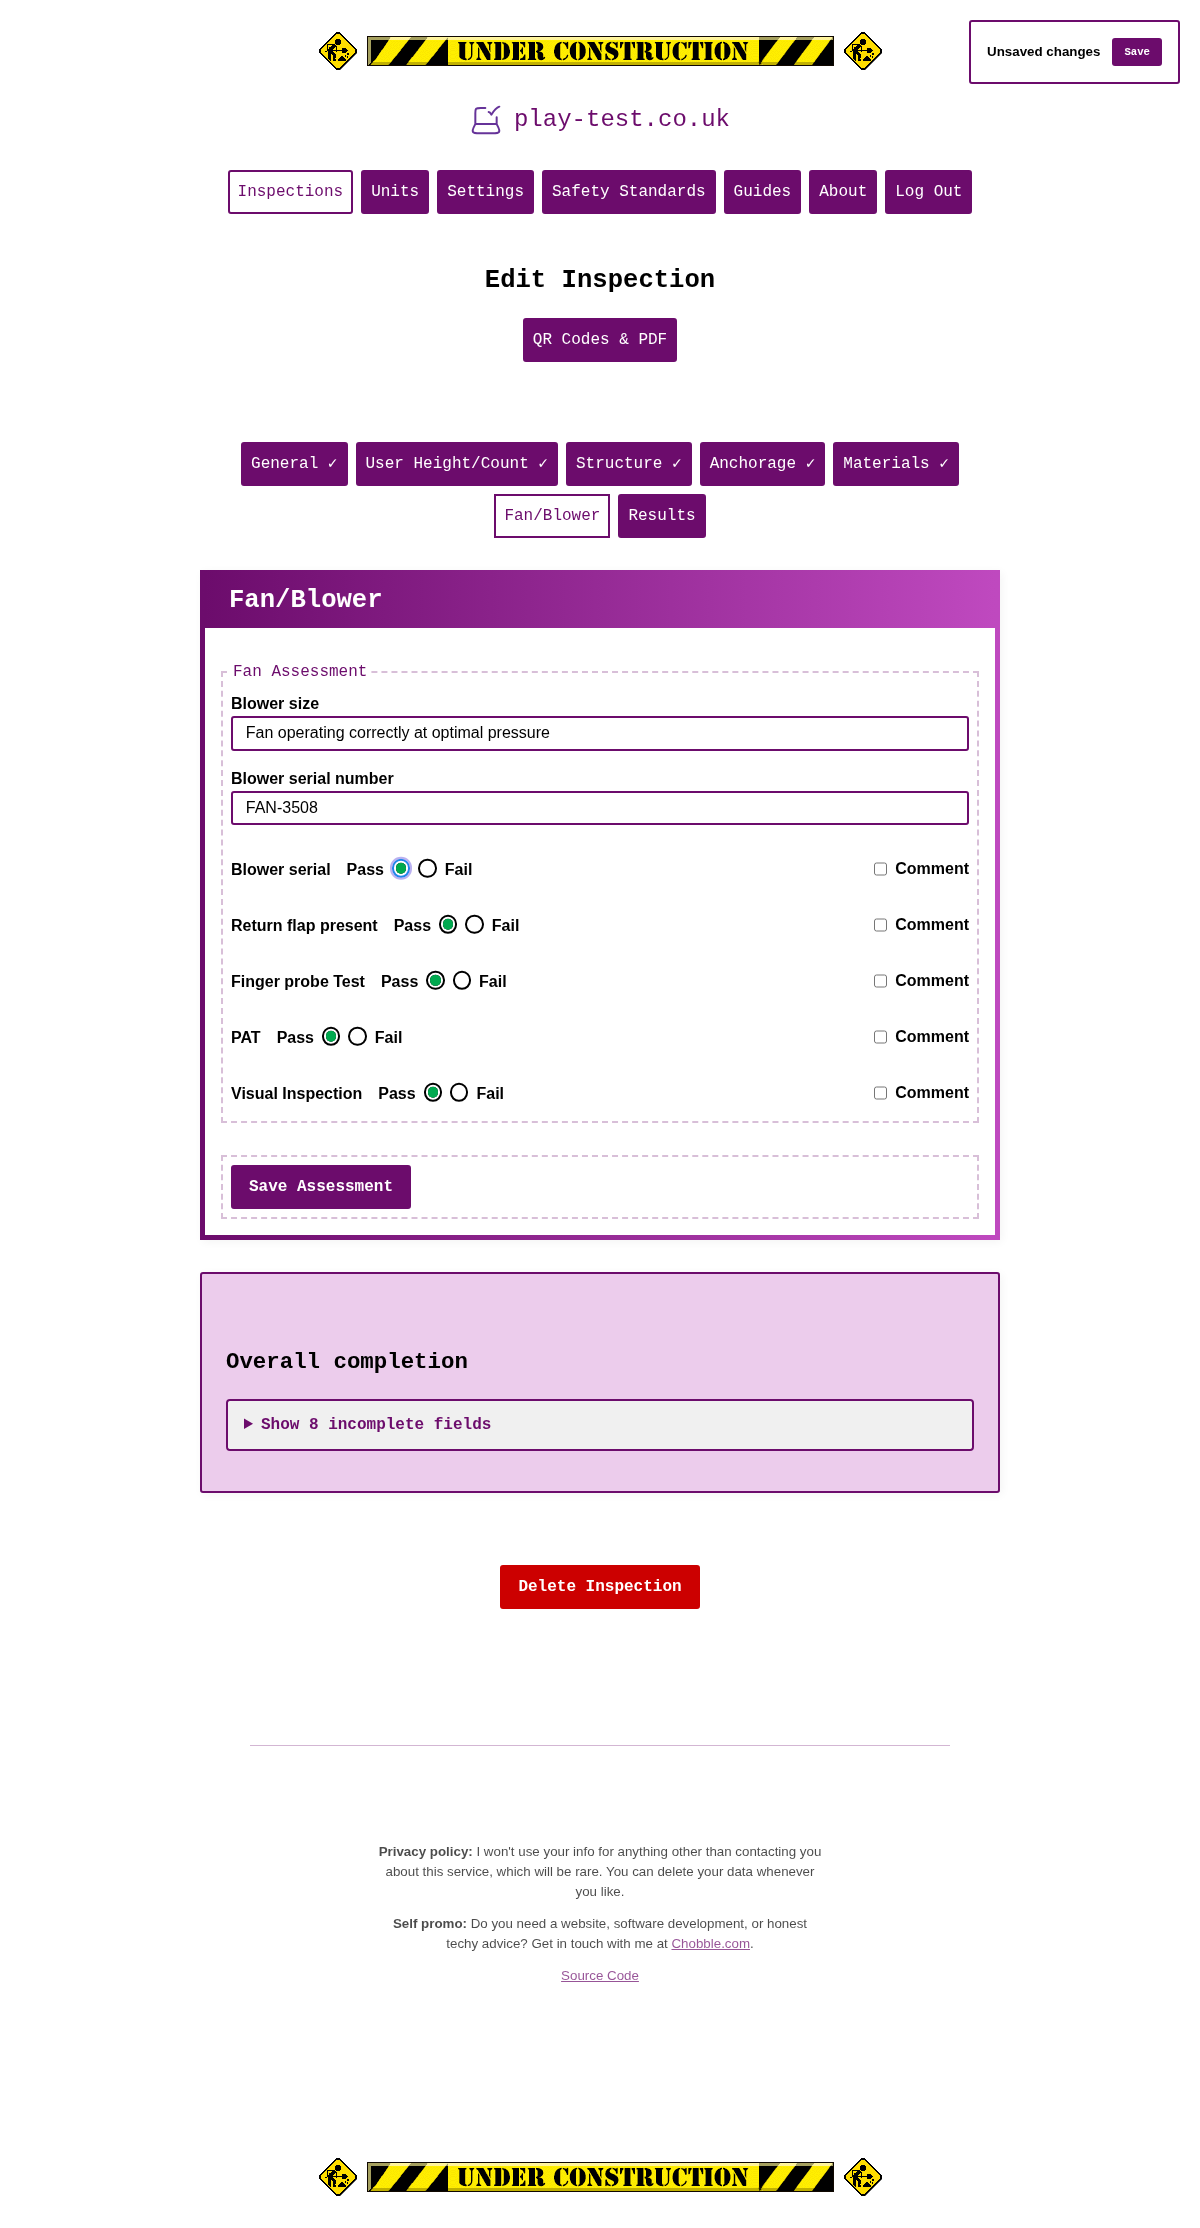 UNDER CONSTRUCTION
Unsaved changes Save
play-test.co.uk
Inspections Units Settings Safety Standards Guides About Log Out
Edit Inspection
QR Codes & PDF
General ✓ User Height/Count ✓ Structure ✓ Anchorage ✓ Materials ✓
Fan/Blower Results
Fan/Blower
Fan Assessment
Blower size
Fan operating correctly at optimal pressure
Blower serial number
FAN-3508
Blower serial Pass Fail Comment
Return flap present Pass Fail Comment
Finger probe Test Pass Fail Comment
PAT Pass Fail Comment
Visual Inspection Pass Fail Comment
Save Assessment
Overall completion
Show 8 incomplete fields
Delete Inspection
Privacy policy: I won't use your info for anything other than contacting you
about this service, which will be rare. You can delete your data whenever
you like.
Self promo: Do you need a website, software development, or honest
techy advice? Get in touch with me at Chobble.com.
Source Code
UNDER CONSTRUCTION